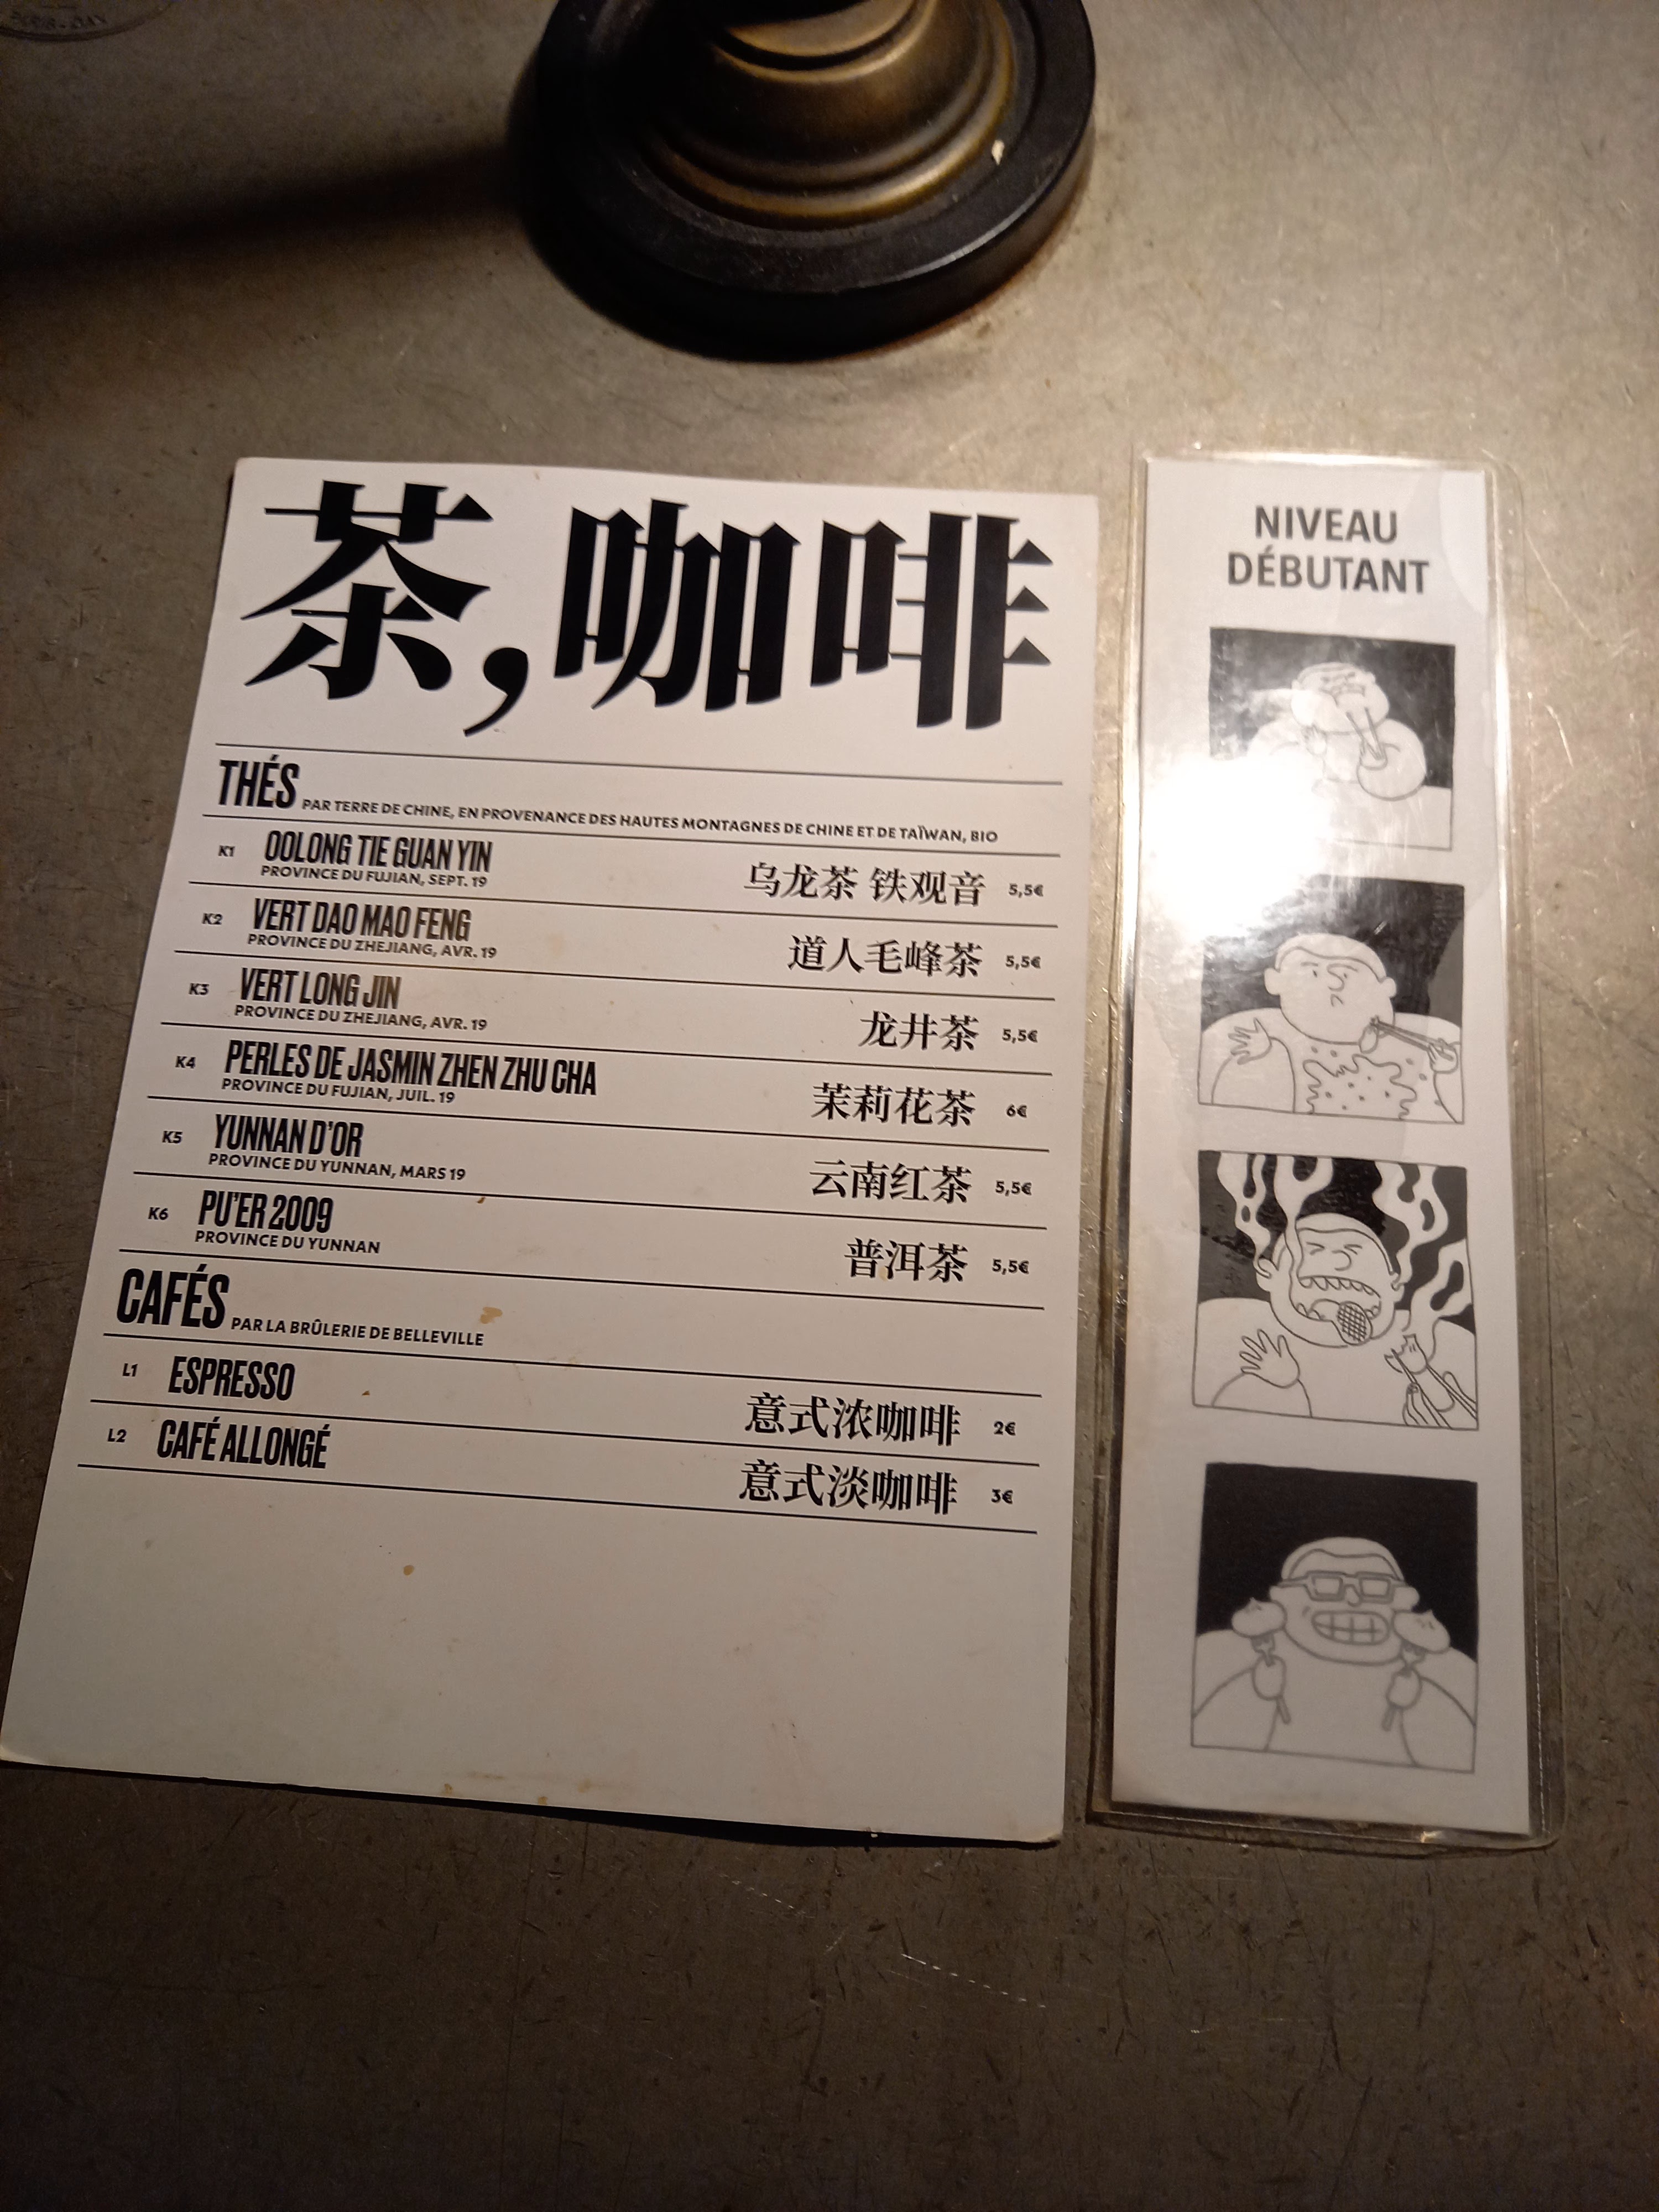 茶,咖啡
THÉS PAR TERRE DE CHINE, EN PROVENANCE DES HAUTES MONTAGNES DE CHINE ET DE TAÏWAN, BIO
K1 OOLONG TIE GUAN YIN 乌龙茶 铁观音 5,5€
PROVINCE DU FUJIAN, SEPT. 19
K2 VERT DAO MAO FENG 道人毛峰茶 5,5€
PROVINCE DU ZHEJIANG, AVR. 19
K3 VERT LONG JIN 龙井茶 5,5€
PROVINCE DU ZHEJIANG, AVR. 19
K4 PERLES DE JASMIN ZHEN ZHU CHA 茉莉花茶 6€
PROVINCE DU FUJIAN, JUIL. 19
K5 YUNNAN D'OR 云南红茶 5,5€
PROVINCE DU YUNNAN, MARS 19
K6 PU'ER 2009 普洱茶 5,5€
PROVINCE DU YUNNAN
CAFÉS PAR LA BRÛLERIE DE BELLEVILLE
L1 ESPRESSO 意式浓咖啡 2€
L2 CAFÉ ALLONGÉ 意式淡咖啡 3€
NIVEAU
DÉBUTANT